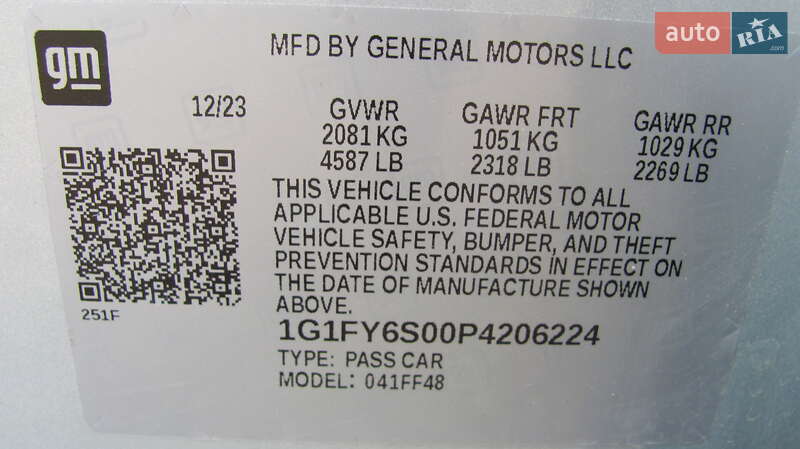 gm
MFD BY GENERAL MOTORS LLC
auto RIA .com
12/23
GVWR
2081 KG
4587 LB
GAWR FRT
1051 KG
2318 LB
GAWR RR
1029 KG
2269 LB
THIS VEHICLE CONFORMS TO ALL
APPLICABLE U.S. FEDERAL MOTOR
VEHICLE SAFETY, BUMPER, AND THEFT
PREVENTION STANDARDS IN EFFECT ON
THE DATE OF MANUFACTURE SHOWN
ABOVE.
251F
1G1FY6S00P4206224
TYPE: PASS CAR
MODEL: 041FF48